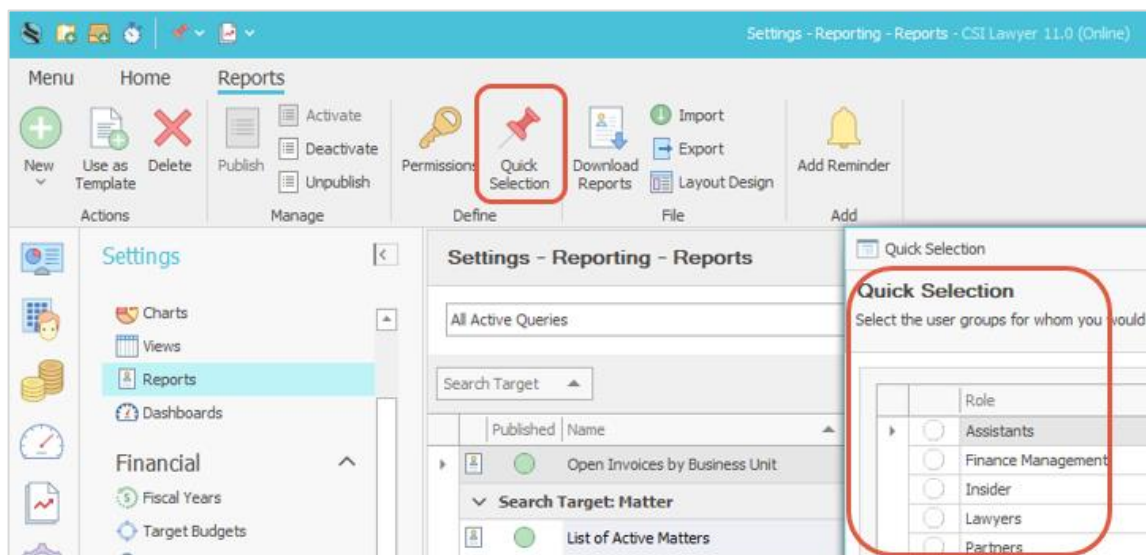 Settings - Reporting - Reports - CSI Lawyer 11.0 (Online)
Menu Home Reports
New
Use as Template
Delete
Actions
Publish
Activate
Deactivate
Unpublish
Manage
Permissions
Quick Selection
Define
Download Reports
Import
Export
Layout Design
File
Add Reminder
Add
Settings
Charts
Views
Reports
Dashboards
Financial
Fiscal Years
Target Budgets
Settings - Reporting - Reports
All Active Queries
Search Target
Published Name
Open Invoices by Business Unit
Search Target: Matter
List of Active Matters
Quick Selection
Quick Selection
Select the user groups for whom you would
Role
Assistants
Finance Management
Insider
Lawyers
Partners